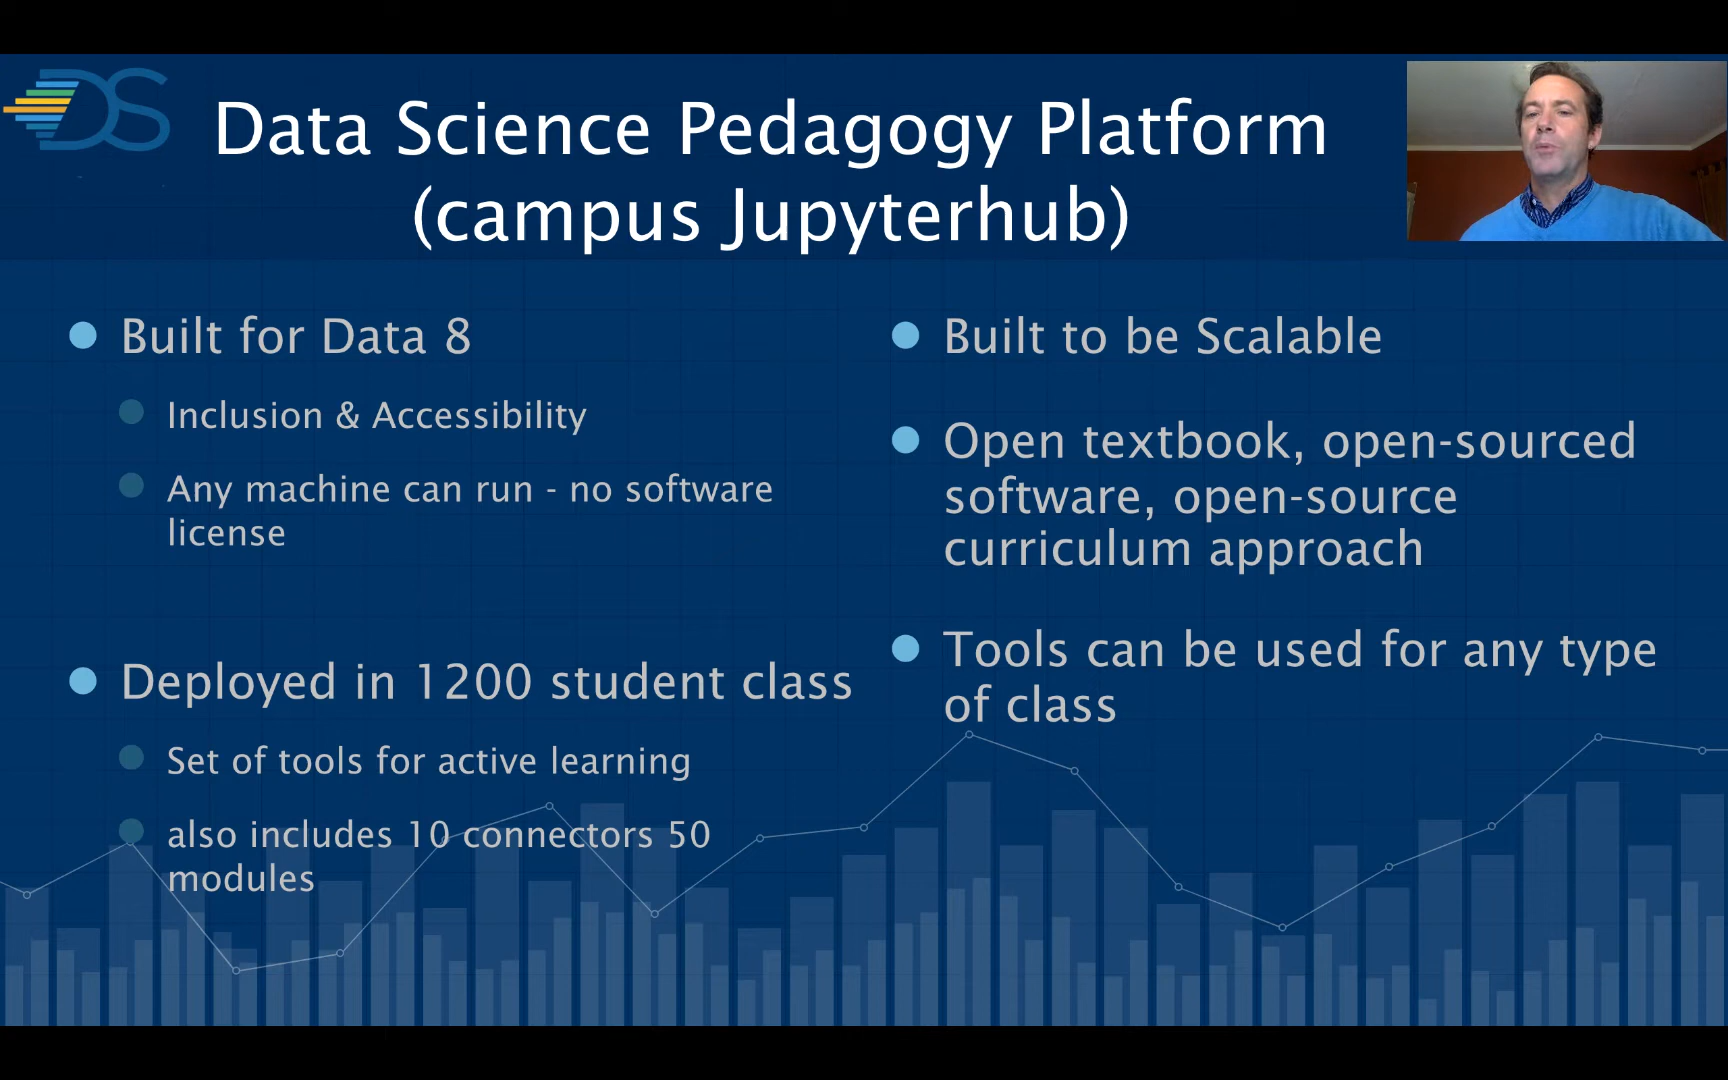 DS
Data Science Pedagogy Platform
(campus Jupyterhub)
Built for Data 8
Inclusion & Accessibility
Any machine can run - no software
license
Deployed in 1200 student class
Set of tools for active learning
also includes 10 connectors 50
modules
Built to be Scalable
Open textbook, open-sourced
software, open-source
curriculum approach
Tools can be used for any type
of class